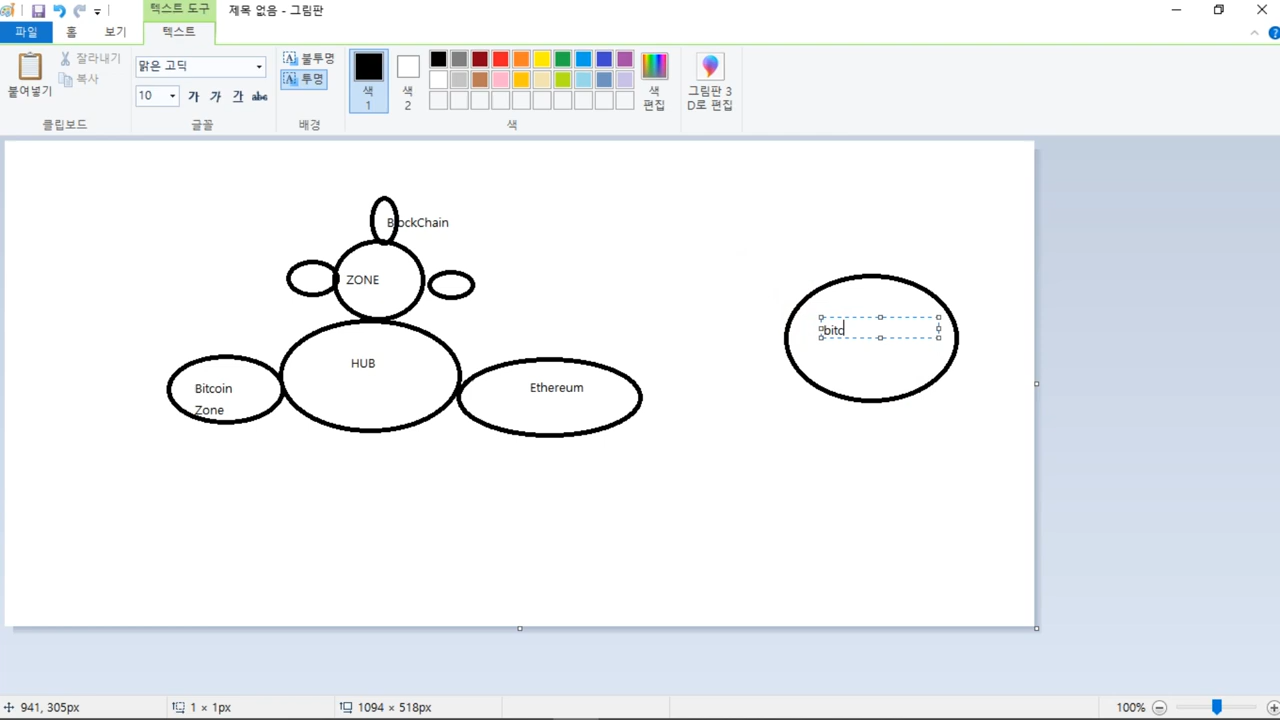 텍스트 도구
제목 없음 - 그림판
파일
홈
보기
텍스트
붙여넣기
잘라내기
복사
클립보드
맑은 고딕
10
가 가 가 abc
글꼴
불투명
투명
배경
색
1
색
2
색
편집
색
그림판 3
D로 편집
BlockChain
ZONE
HUB
Bitcoin
Zone
Ethereum
bitc
941, 305px
1 × 1px
1094 × 518px
100%